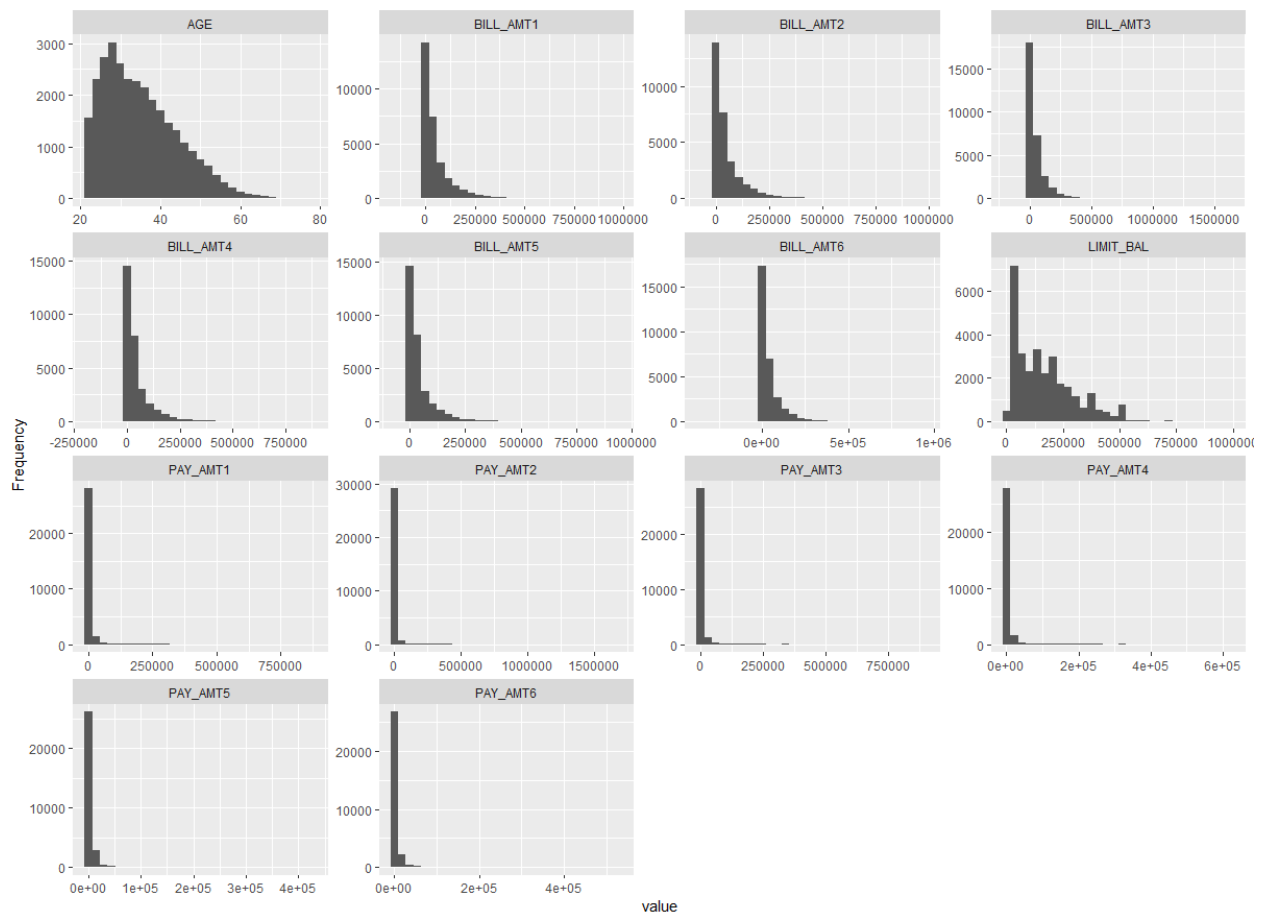 AGE BILL_AMT1 BILL_AMT2 BILL_AMT3
3000 2000 1000 0
20 40 60 80
10000 5000 0
0 250000 500000 750000 1000000
10000 5000 0
0 250000 500000 750000 1000000
15000 10000 5000 0
0 500000 1000000 1500000
BILL_AMT4 BILL_AMT5 BILL_AMT6 LIMIT_BAL
15000 10000 5000 0
-250000 0 250000 500000 750000
15000 10000 5000 0
0 250000 500000 750000 1000000
15000 10000 5000 0
0e+00 5e+05 1e+06
6000 4000 2000 0
0 250000 500000 750000 1000000
Frequency
PAY_AMT1 PAY_AMT2 PAY_AMT3 PAY_AMT4
20000 10000 0
0 250000 500000 750000
30000 20000 10000 0
0 500000 1000000 1500000
20000 10000 0
0 250000 500000 750000
20000 10000 0
0e+00 2e+05 4e+05 6e+05
PAY_AMT5 PAY_AMT6
20000 10000 0
0e+00 1e+05 2e+05 3e+05 4e+05
20000 10000 0
0e+00 2e+05 4e+05
value